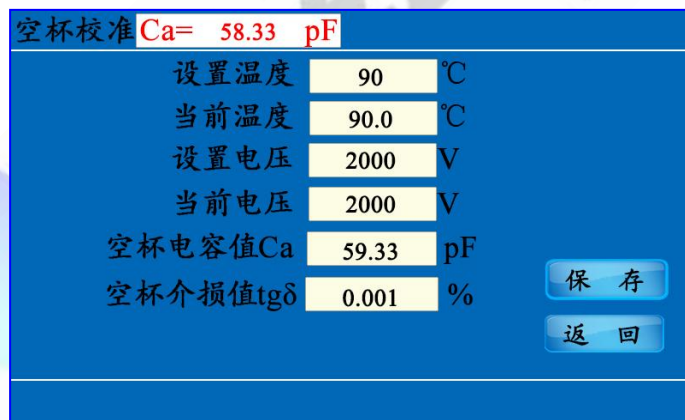 空杯校准 Ca= 58.33 pF
设置温度 90 ℃
当前温度 90.0 ℃
设置电压 2000 V
当前电压 2000 V
空杯电容值Ca 59.33 pF
空杯介损值tgδ 0.001 %
保 存
返 回